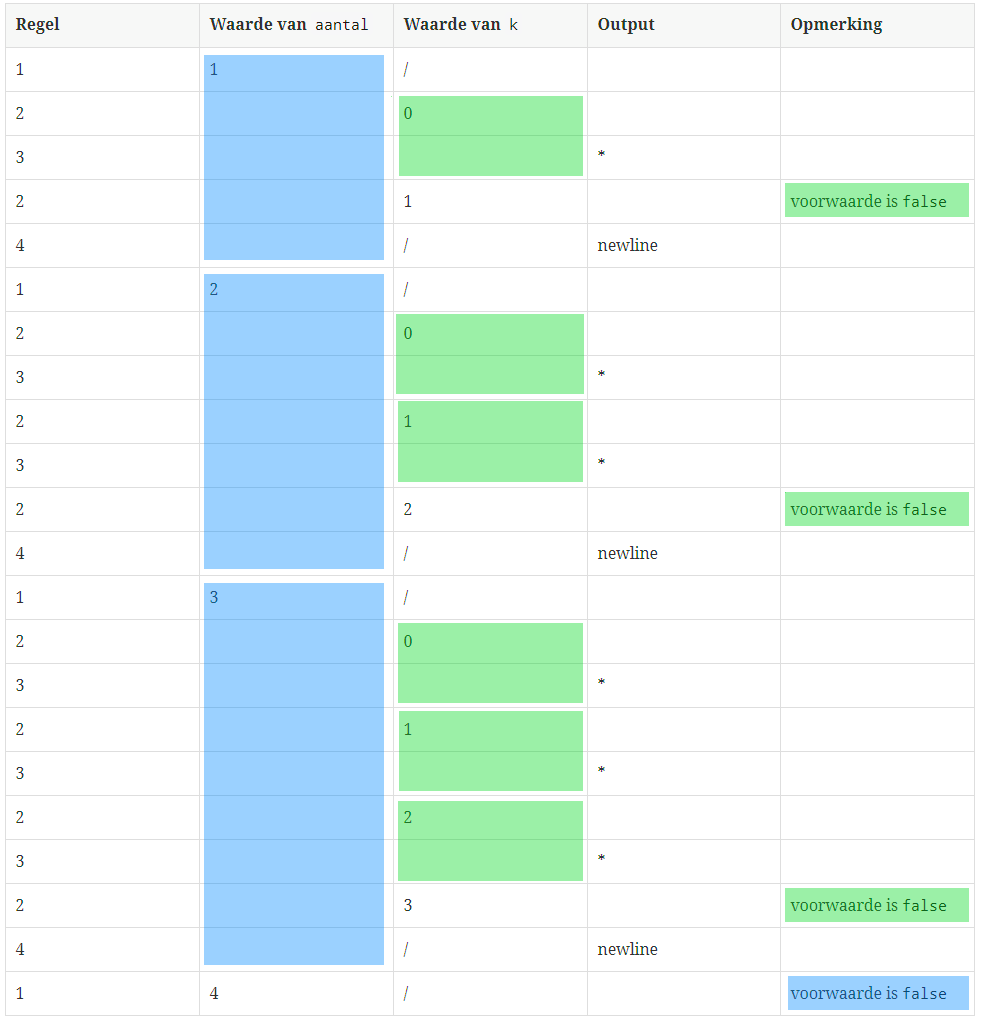 Regel Waarde van aantal Waarde van k Output Opmerking
1 1 /
2 0
3 *
2 1 voorwaarde is false
4 / newline
1 2 /
2 0
3 *
2 1
3 *
2 2 voorwaarde is false
4 / newline
1 3 /
2 0
3 *
2 1
3 *
2 2
3 *
2 3 voorwaarde is false
4 / newline
1 4 / voorwaarde is false